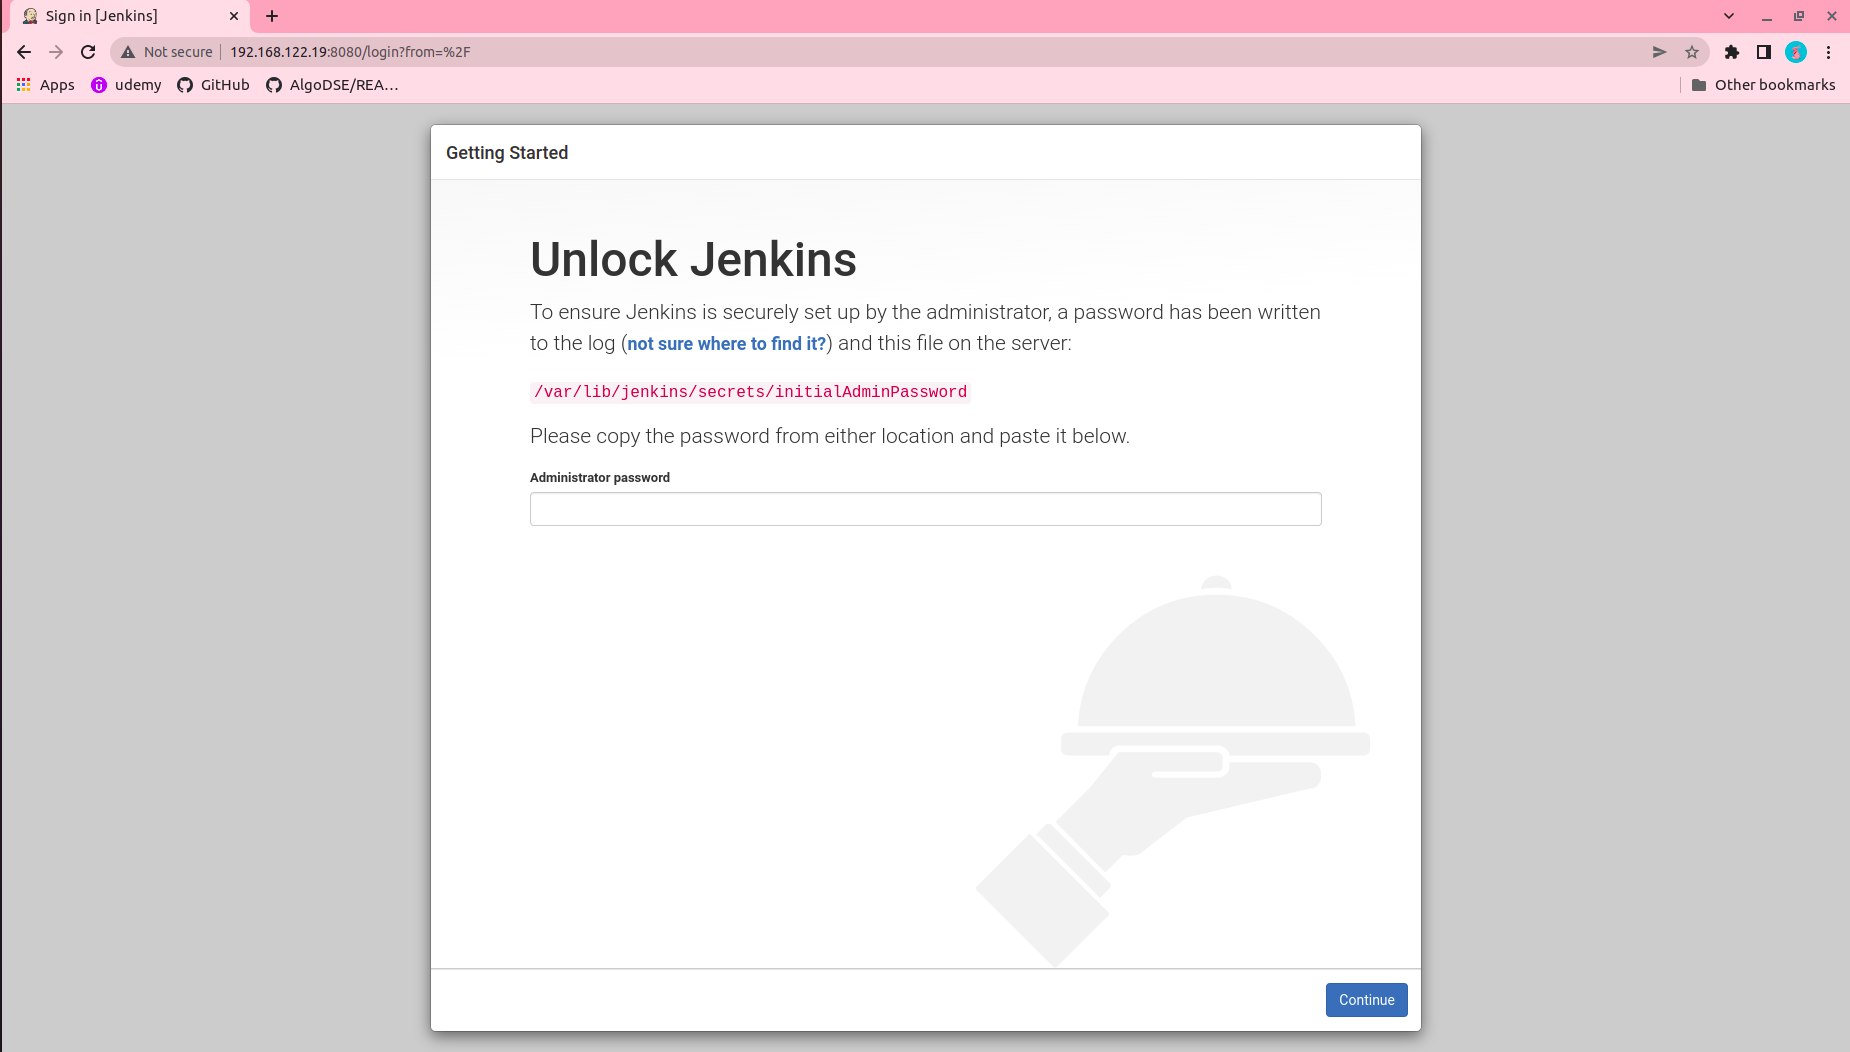 Sign in [Jenkins]
Not secure 192.168.122.19:8080/login?from=%2F
Apps udemy GitHub AlgoDSE/REA... Other bookmarks
Getting Started
Unlock Jenkins
To ensure Jenkins is securely set up by the administrator, a password has been written
to the log (not sure where to find it?) and this file on the server:
/var/lib/jenkins/secrets/initialAdminPassword
Please copy the password from either location and paste it below.
Administrator password
Continue